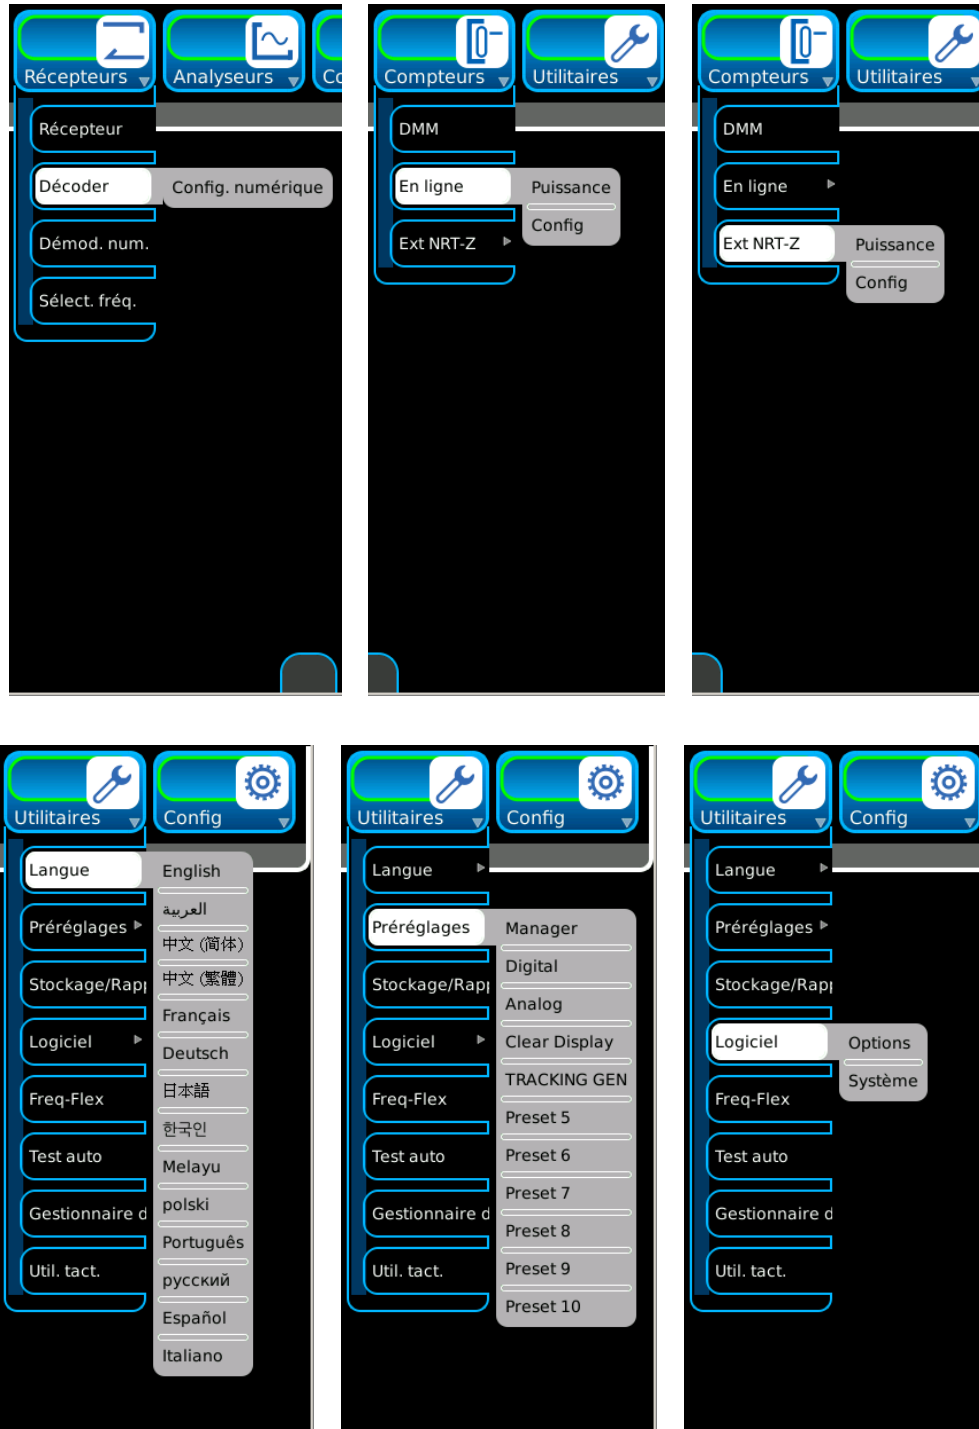 Récepteurs
Analyseurs
Co
Récepteur
Décoder
Config. numérique
Démod. num.
Sélect. fréq.
Compteurs
Utilitaires
DMM
En ligne
Puissance
Config
Ext NRT-Z
Compteurs
Utilitaires
DMM
En ligne
Ext NRT-Z
Puissance
Config
Utilitaires
Config
Langue
English
العربية
中文 (简体)
Préréglages
中文 (繁體)
Stockage/Rapp
Français
Logiciel
Deutsch
日本語
Freq-Flex
한국인
Test auto
Melayu
polski
Gestionnaire d
Português
Util. tact.
русский
Español
Italiano
Utilitaires
Config
Langue
Préréglages
Manager
Digital
Stockage/Rapp
Analog
Logiciel
Clear Display
TRACKING GEN
Freq-Flex
Preset 5
Test auto
Preset 6
Preset 7
Gestionnaire d
Preset 8
Util. tact.
Preset 9
Preset 10
Utilitaires
Config
Langue
Préréglages
Stockage/Rapp
Logiciel
Options
Système
Freq-Flex
Test auto
Gestionnaire d
Util. tact.